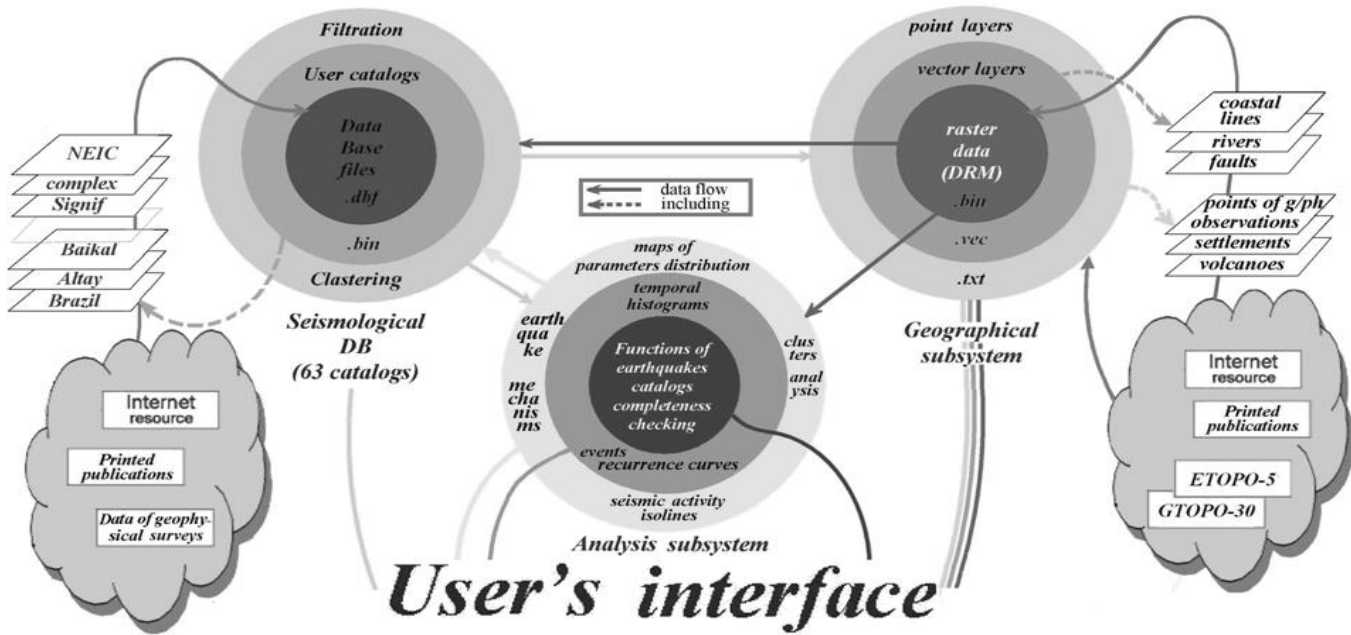 Filtration
User catalogs
Data
Base
files
.dbf
.bin
Clastering
Seismological
DB
(63 catalogs)
NEIC
complex
Signif
Baikal
Altay
Brazil
Internet
resource
Printed
publications
Data of geophy-
sical surveys
data flow
including
maps of
parameters distribution
temporal
histograms
earth
qua
ke
me
cha
nis
ms
Functions of
earthquakes
catalogs
completeness
checking
clus
ters
anal
ysis
events
recurrence curves
seismic activity
isolines
Analysis subsystem
point layers
vector layers
raster
data
(DRM)
.bin
.vec
.txt
Geographical
subsystem
coastal
lines
rivers
faults
points of g/ph
observations
settlements
volcanoes
Internet
resource
Printed
publications
ETOPO-5
GTOPO-30
User's interface